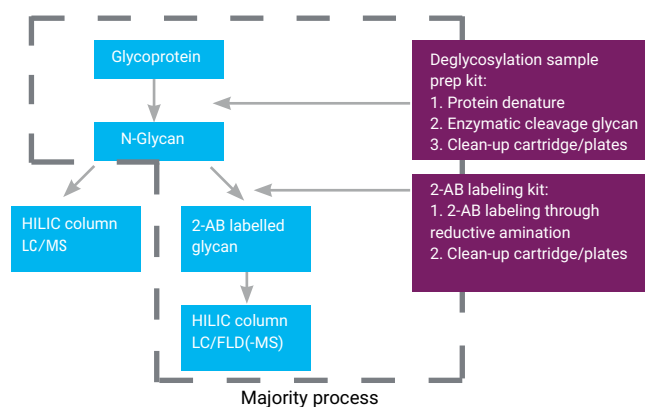 Glycoprotein
N-Glycan
HILIC column
LC/MS
2-AB labelled
glycan
HILIC column
LC/FLD(-MS)
Deglycosylation sample
prep kit:
1. Protein denature
2. Enzymatic cleavage glycan
3. Clean-up cartridge/plates
2-AB labeling kit:
1. 2-AB labeling through
reductive amination
2. Clean-up cartridge/plates
Majority process